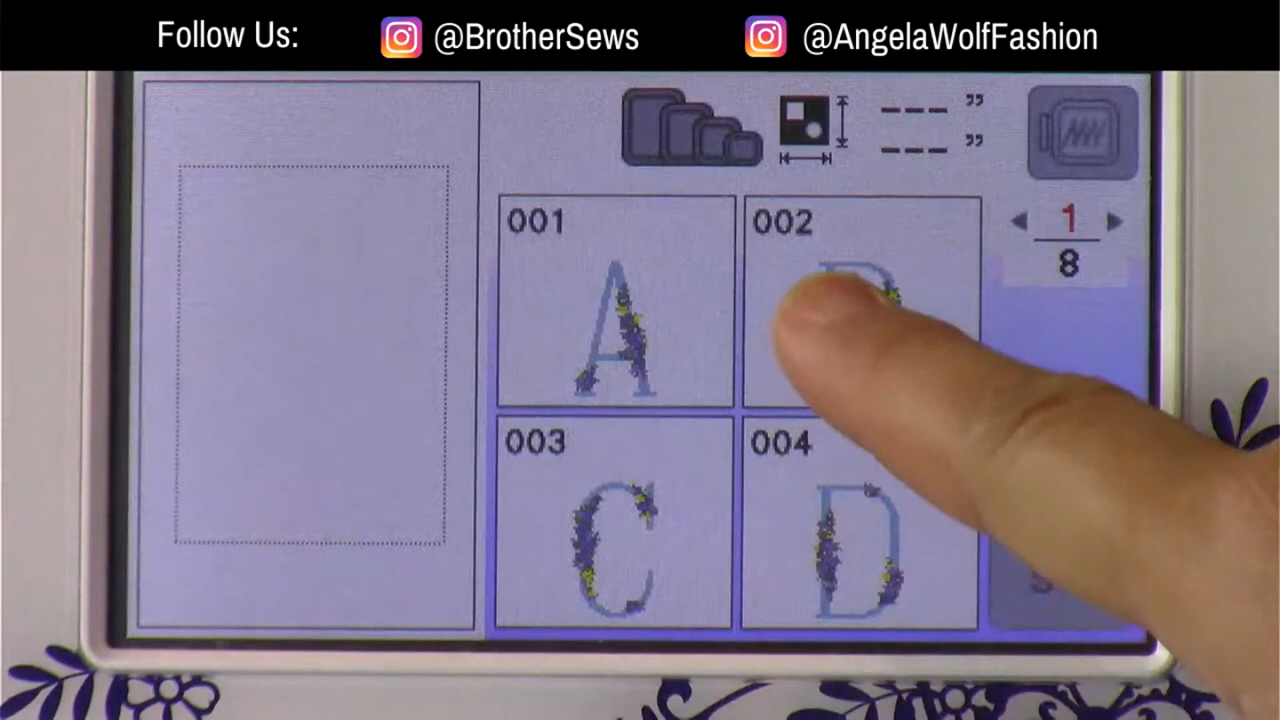 Follow Us: @BrotherSews @AngelaWolfFashion
--- "
--- "
001 002
1
8
A
003 004
C D